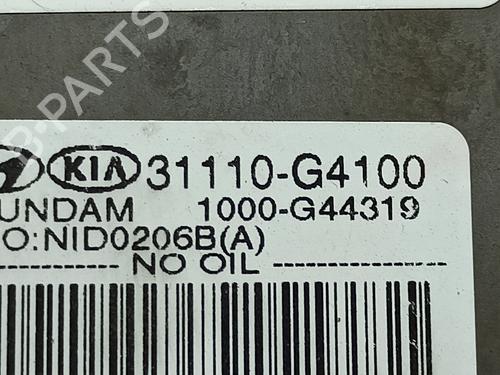 KIA 31110-G4100
UNDAM 1000-G44319
O:NID0206B(A)
NO OIL
B-PARTS